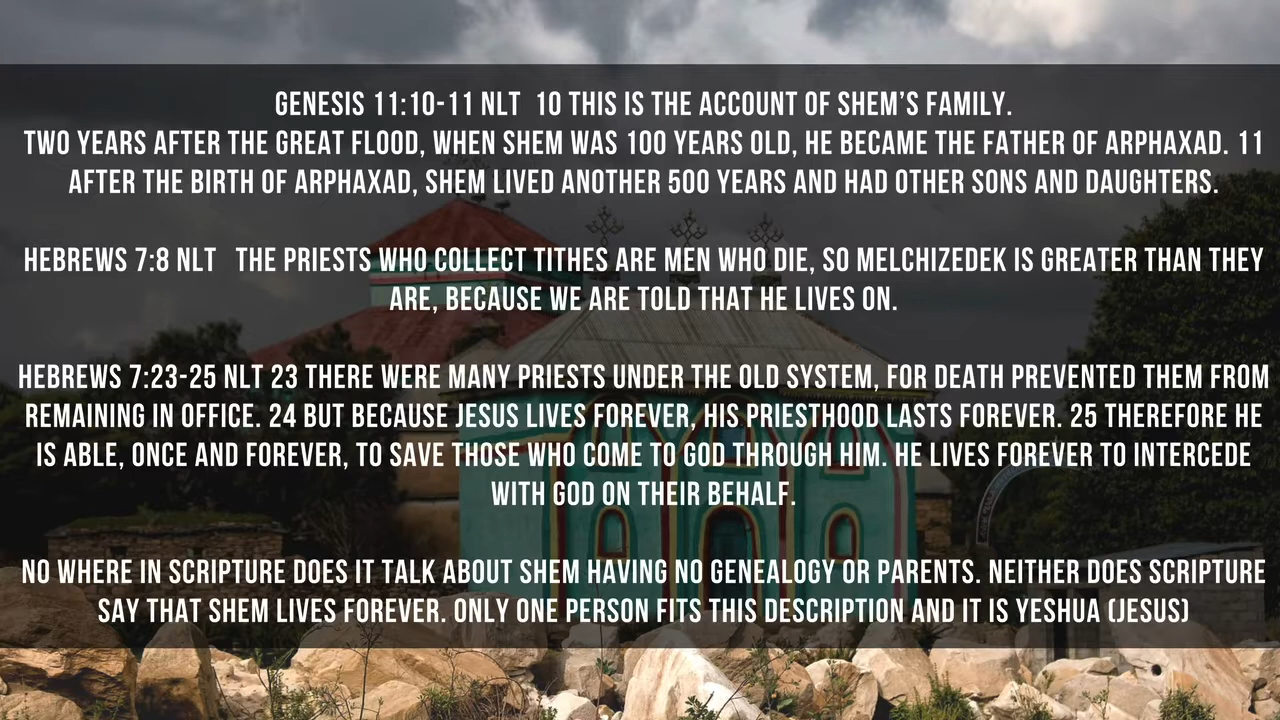 GENESIS 11:10-11 NLT  10 THIS IS THE ACCOUNT OF SHEM’S FAMILY.
TWO YEARS AFTER THE GREAT FLOOD, WHEN SHEM WAS 100 YEARS OLD, HE BECAME THE FATHER OF ARPHAXAD. 11
AFTER THE BIRTH OF ARPHAXAD, SHEM LIVED ANOTHER 500 YEARS AND HAD OTHER SONS AND DAUGHTERS.
HEBREWS 7:8 NLT   THE PRIESTS WHO COLLECT TITHES ARE MEN WHO DIE, SO MELCHIZEDEK IS GREATER THAN THEY
ARE, BECAUSE WE ARE TOLD THAT HE LIVES ON.
HEBREWS 7:23-25 NLT 23 THERE WERE MANY PRIESTS UNDER THE OLD SYSTEM, FOR DEATH PREVENTED THEM FROM
REMAINING IN OFFICE. 24 BUT BECAUSE JESUS LIVES FOREVER, HIS PRIESTHOOD LASTS FOREVER. 25 THEREFORE HE
IS ABLE, ONCE AND FOREVER, TO SAVE THOSE WHO COME TO GOD THROUGH HIM. HE LIVES FOREVER TO INTERCEDE
WITH GOD ON THEIR BEHALF.
NO WHERE IN SCRIPTURE DOES IT TALK ABOUT SHEM HAVING NO GENEALOGY OR PARENTS. NEITHER DOES SCRIPTURE
SAY THAT SHEM LIVES FOREVER. ONLY ONE PERSON FITS THIS DESCRIPTION AND IT IS YESHUA (JESUS)